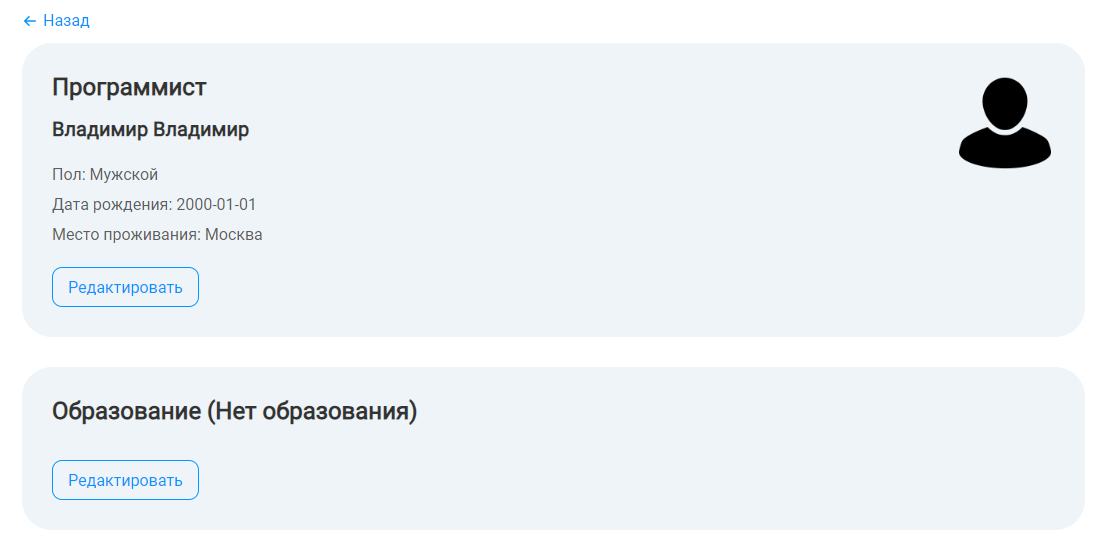 ← Назад
Программист
Владимир Владимир
Пол: Мужской
Дата рождения: 2000-01-01
Место проживания: Москва
Редактировать
Образование (Нет образования)
Редактировать